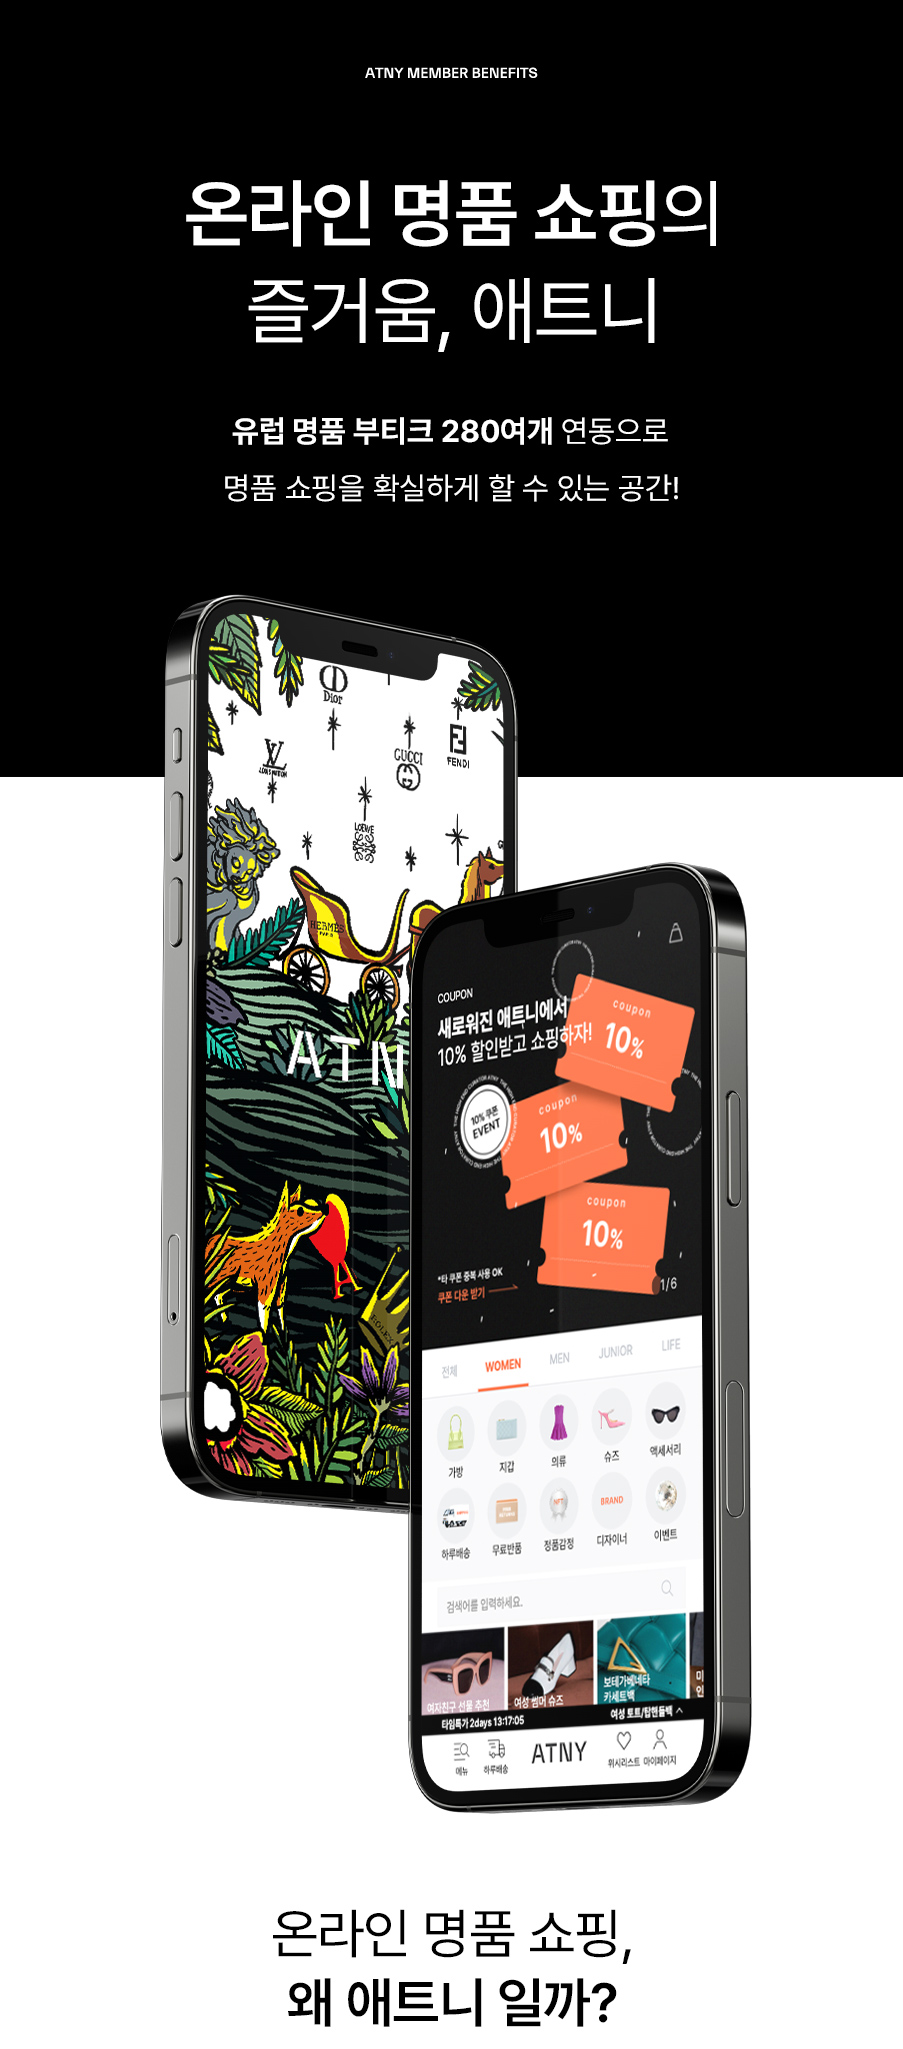 ATNY MEMBER BENEFITS
온라인 명품 쇼핑의
즐거움, 애트니
유럽 명품 부티크 280여개 연동으로
명품 쇼핑을 확실하게 할 수 있는 공간!
Dior
LOUIS VUITTON
GUCCI
FENDI
LOEWE
HERMES
PARIS
ATN
ROLEX
COUPON
새로워진 애트니에서
10% 할인받고 쇼핑하자!
coupon
10%
10% 쿠폰
EVENT
coupon
10%
coupon
10%
*타 쿠폰 중복 사용 OK
쿠폰 다운 받기
1/6
전체 WOMEN MEN JUNIOR LIFE
가방 지갑 의류 슈즈 액세서리
BRAND
하루배송 무료반품 정품감정 디자이너 이벤트
검색어를 입력하세요.
여자친구 선물 추천
여성 썸머 슈즈
보테가베네타
카세트백
타임특가 2days 13:17:05
여성 토트/탑핸들백
메뉴 하루배송 ATNY 위시리스트 마이페이지
온라인 명품 쇼핑,
왜 애트니 일까?